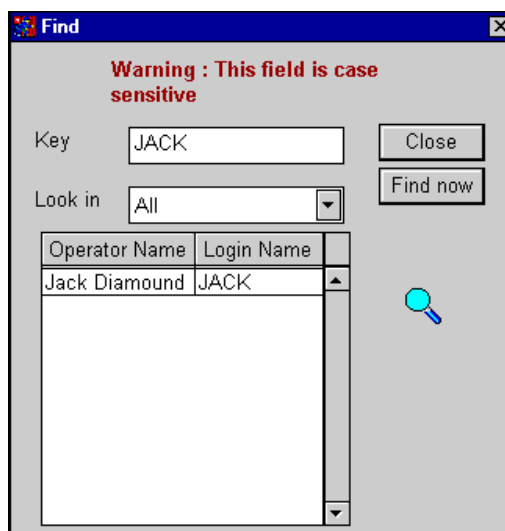 Find
Warning : This field is case
sensitive
Key JACK Close
Look in All Find now
Operator Name Login Name
Jack Diamound JACK